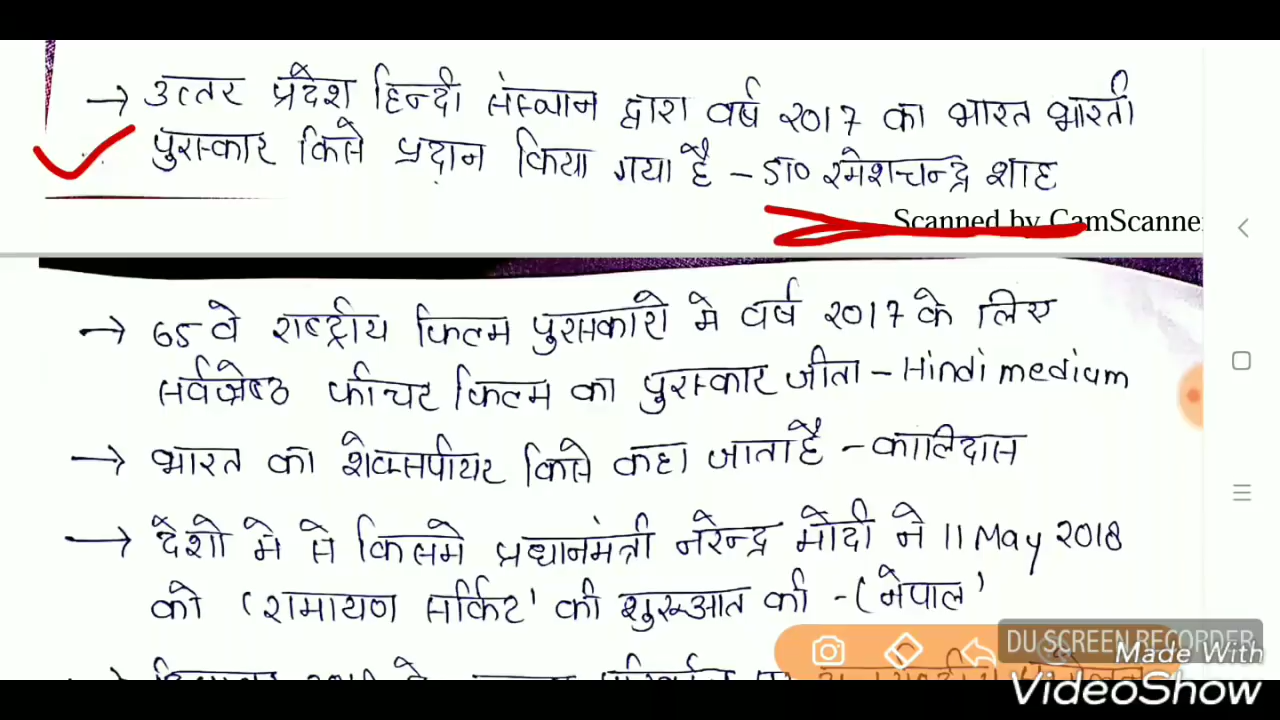 → उत्तर प्रदेश हिन्दी संस्थान द्वारा वर्ष 2017 का भारत भारती
पुरस्कार किसे प्रदान किया गया है - डा० रमेशचन्द्र शाह
Scanned by CamScanne
→ 65 वे राष्ट्रीय फिल्म पुरस्कारो मे वर्ष 2017 के लिए
सर्वश्रेष्ठ फीचर फिल्म का पुरस्कार जीता - Hindi medium
→ भारत का शेक्सपीयर किसे कहा जाता है - कालिदास
→ देशो मे से किसमे प्रधानमंत्री नरेन्द्र मोदी ने 11 May 2018
को (रामायण सर्किट' की शुरूआत की - (नेपाल'
DU SCREEN RECORDER
Made With
VideoShow